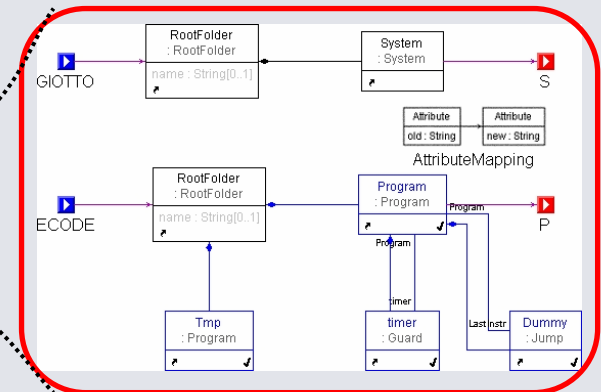 RootFolder
: RootFolder
name : String[0..1]
System
: System
GIOTTO
S
Attribute
old : String
Attribute
new : String
AttributeMapping
RootFolder
: RootFolder
name : String[0..1]
Program
: Program
Program
ECODE
P
Program
timer
Last nstr
Tmp
: Program
timer
: Guard
Dummy
: Jump